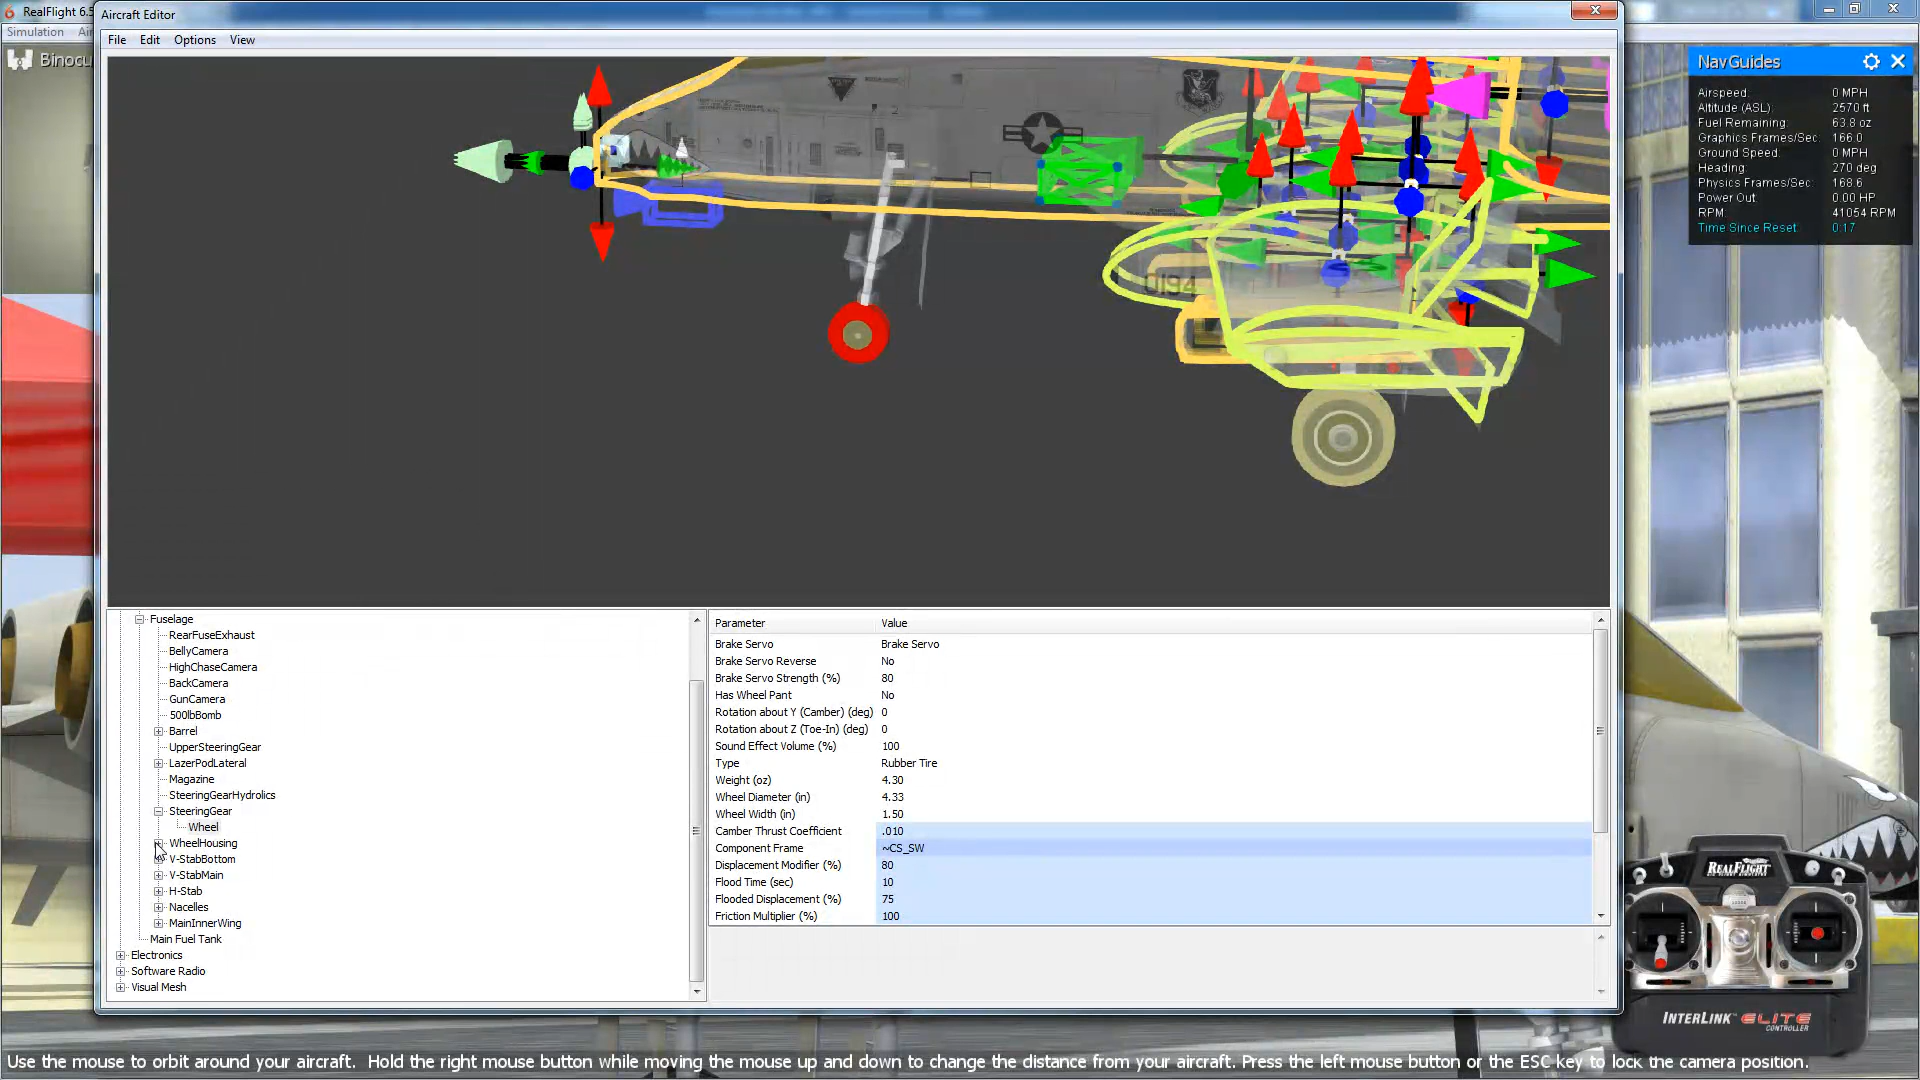 RealFlight 6.5
Aircraft Editor
Simulation
File Edit Options View
NavGuides
Airspeed: 0 MPH
Altitude (ASL): 2570 ft
Fuel Remaining: 63.8 oz
Graphics Frames/Sec: 166.0
Ground Speed: 0 MPH
Heading: 270 deg
Physics Frames/Sec: 168.6
Power Out: 0.00 HP
RPM: 41054 RPM
Time Since Reset: 0:17
2
0194
Fuselage
RearFuseExhaust
BellyCamera
HighChaseCamera
BackCamera
GunCamera
500lbBomb
Barrel
UpperSteeringGear
LazerPodLateral
Magazine
SteeringGearHydrolics
SteeringGear
Wheel
WheelHousing
V-StabBottom
V-StabMain
H-Stab
Nacelles
MainInnerWing
Main Fuel Tank
Electronics
Software Radio
Visual Mesh
Parameter Value
Brake Servo Brake Servo
Brake Servo Reverse No
Brake Servo Strength (%) 80
Has Wheel Pant No
Rotation about Y (Camber) (deg) 0
Rotation about Z (Toe-In) (deg) 0
Sound Effect Volume (%) 100
Type Rubber Tire
Weight (oz) 4.30
Wheel Diameter (in) 4.33
Wheel Width (in) 1.50
Camber Thrust Coefficient .010
Component Frame ~CS_SW
Displacement Modifier (%) 80
Flood Time (sec) 10
Flooded Displacement (%) 75
Friction Multiplier (%) 100
REALFLIGHT
INTERLINK ELITE
CONTROLLER
Use the mouse to orbit around your aircraft. Hold the right mouse button while moving the mouse up and down to change the distance from your aircraft. Press the left mouse button or the ESC key to lock the camera position.